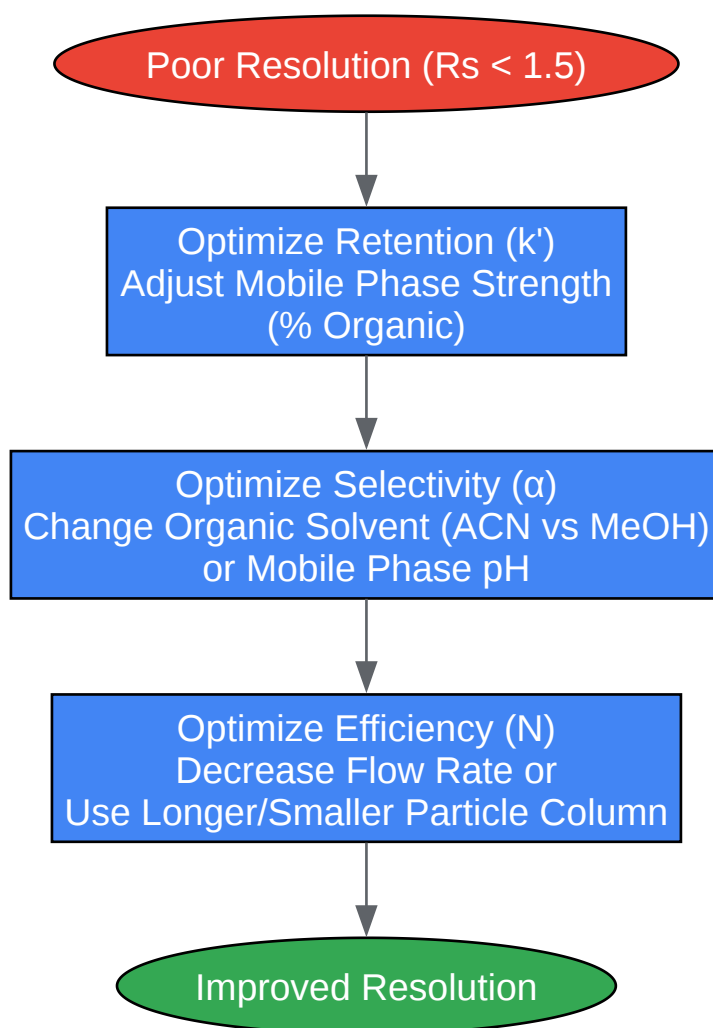 Poor Resolution (Rs < 1.5)
Optimize Retention (k')
Adjust Mobile Phase Strength
(% Organic)
Optimize Selectivity (α)
Change Organic Solvent (ACN vs MeOH)
or Mobile Phase pH
Optimize Efficiency (N)
Decrease Flow Rate or
Use Longer/Smaller Particle Column
Improved Resolution